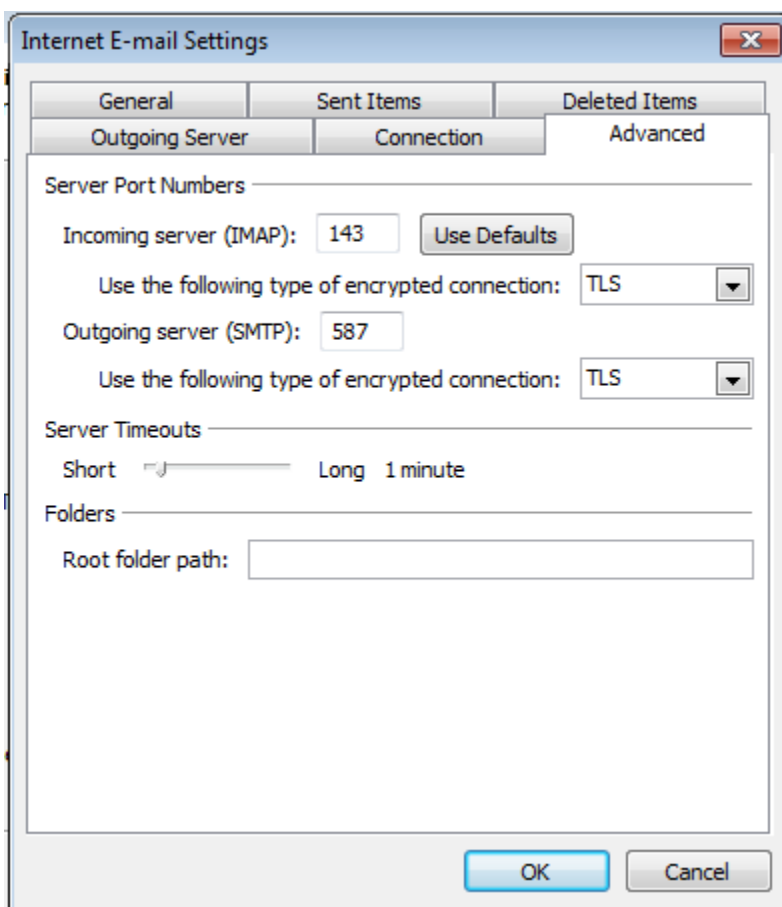 Internet E-mail Settings
General Sent Items Deleted Items
Outgoing Server Connection Advanced
Server Port Numbers
Incoming server (IMAP): 143 Use Defaults
Use the following type of encrypted connection: TLS
Outgoing server (SMTP): 587
Use the following type of encrypted connection: TLS
Server Timeouts
Short Long 1 minute
Folders
Root folder path:
OK Cancel